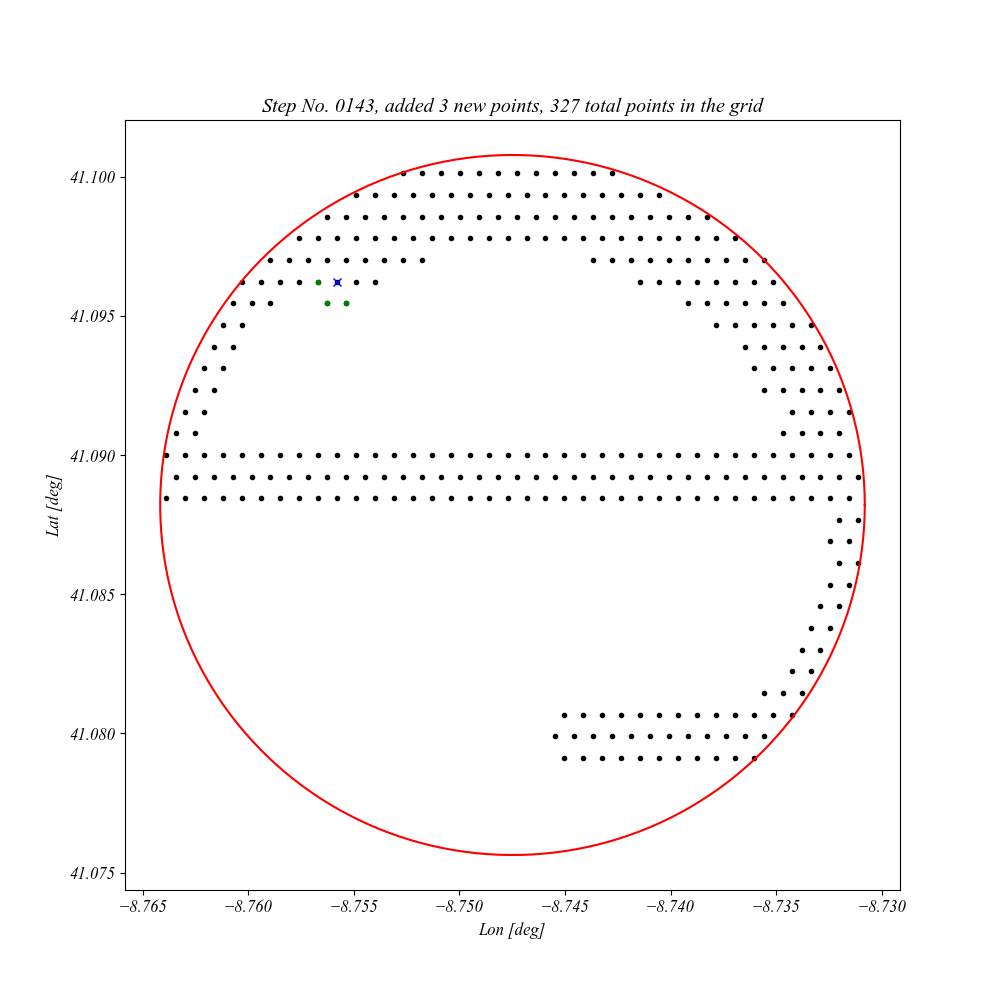 Step No. 0143, added 3 new points, 327 total points in the grid
41.100
41.095
41.090
41.085
41.080
41.075
Lat [deg]
−8.765 −8.760 −8.755 −8.750 −8.745 −8.740 −8.735 −8.730
Lon [deg]